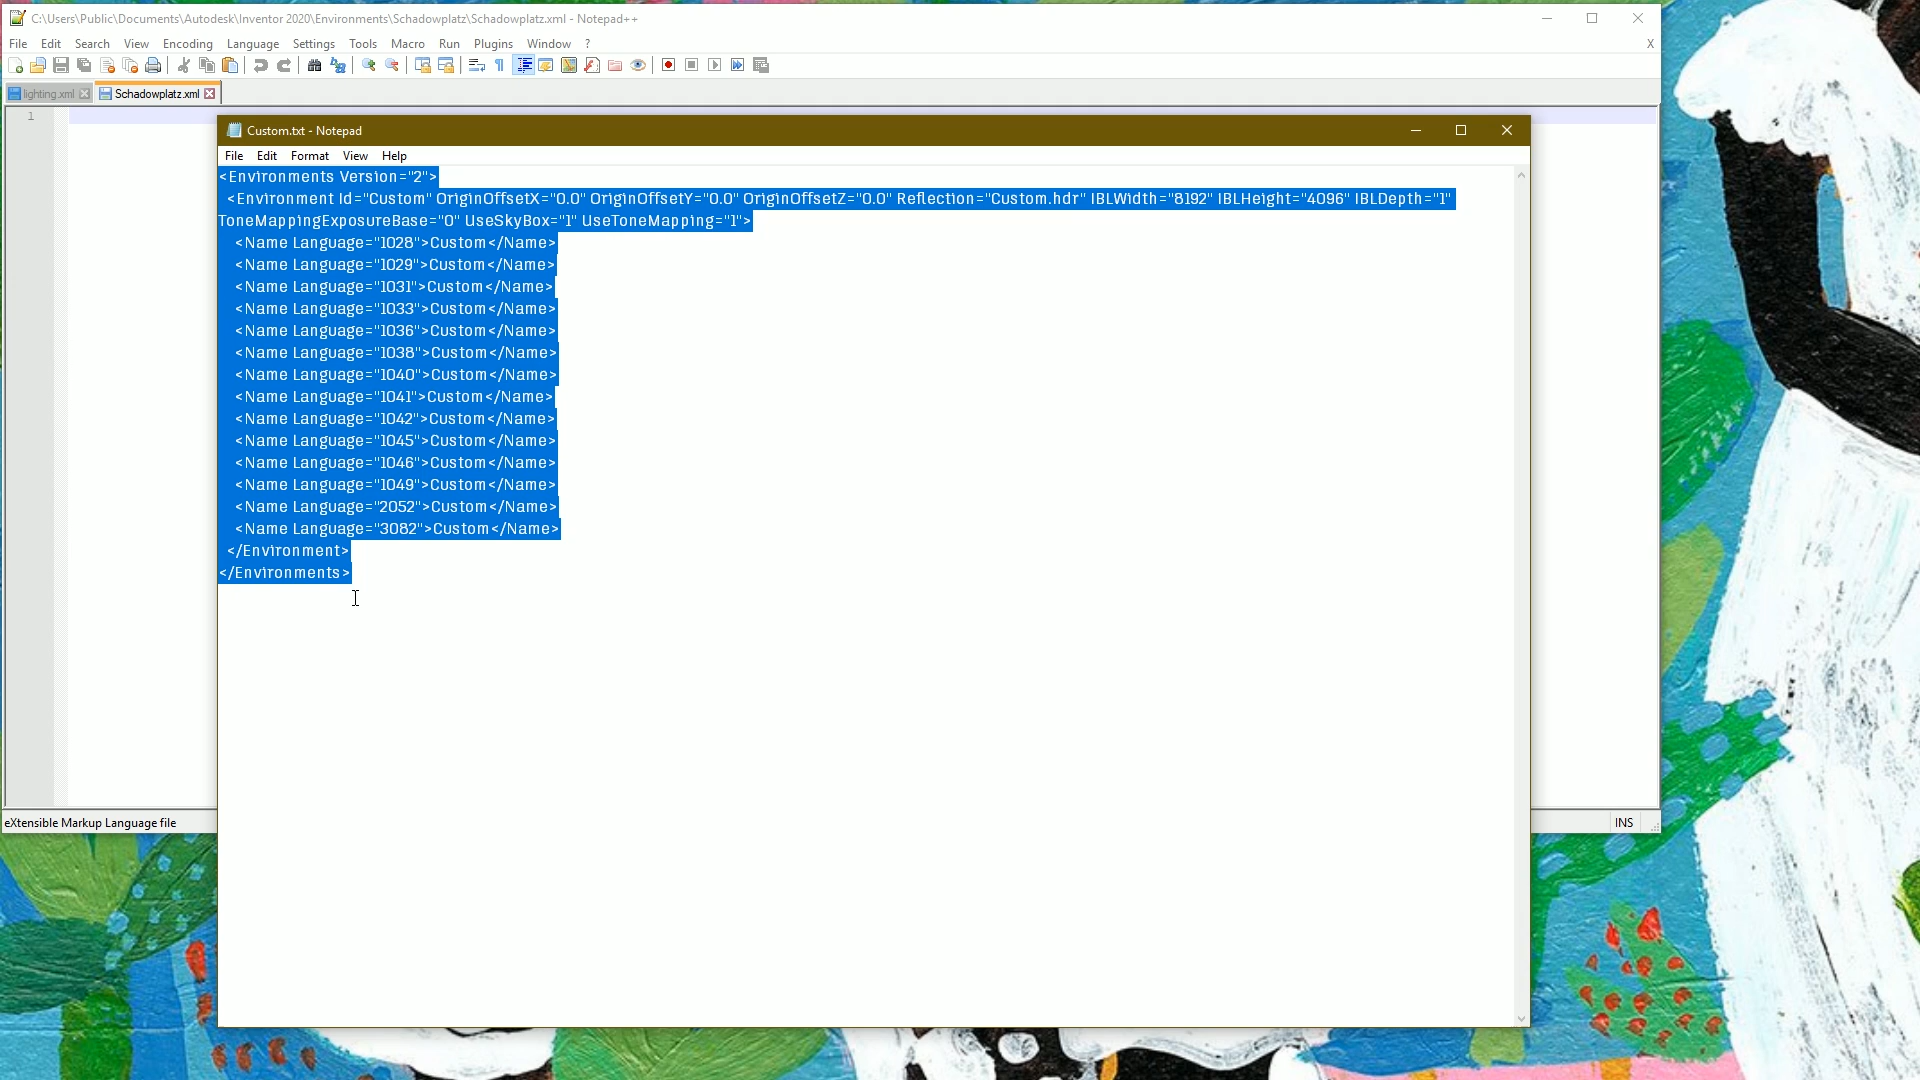 C:\Users\Public\Documents\Autodesk\Inventor 2020\Environments\Schadowplatz\Schadowplatz.xml - Notepad++
File Edit Search View Encoding Language Settings Tools Macro Run Plugins Window ? X
lighting.xml Schadowplatz.xml
1
Custom.txt - Notepad
File Edit Format View Help
<Environments Version="2">
<Environment Id="Custom" OriginOffsetX="0.0" OriginOffsetY="0.0" OriginOffsetZ="0.0" Reflection="Custom.hdr" IBLWidth="8192" IBLHeight="4096" IBLDepth="1"
ToneMappingExposureBase="0" UseSkyBox="1" UseToneMapping="1">
<Name Language="1028">Custom</Name>
<Name Language="1029">Custom</Name>
<Name Language="1031">Custom</Name>
<Name Language="1033">Custom</Name>
<Name Language="1036">Custom</Name>
<Name Language="1038">Custom</Name>
<Name Language="1040">Custom</Name>
<Name Language="1041">Custom</Name>
<Name Language="1042">Custom</Name>
<Name Language="1045">Custom</Name>
<Name Language="1046">Custom</Name>
<Name Language="1049">Custom</Name>
<Name Language="2052">Custom</Name>
<Name Language="3082">Custom</Name>
</Environment>
</Environments>
eXtensible Markup Language file INS